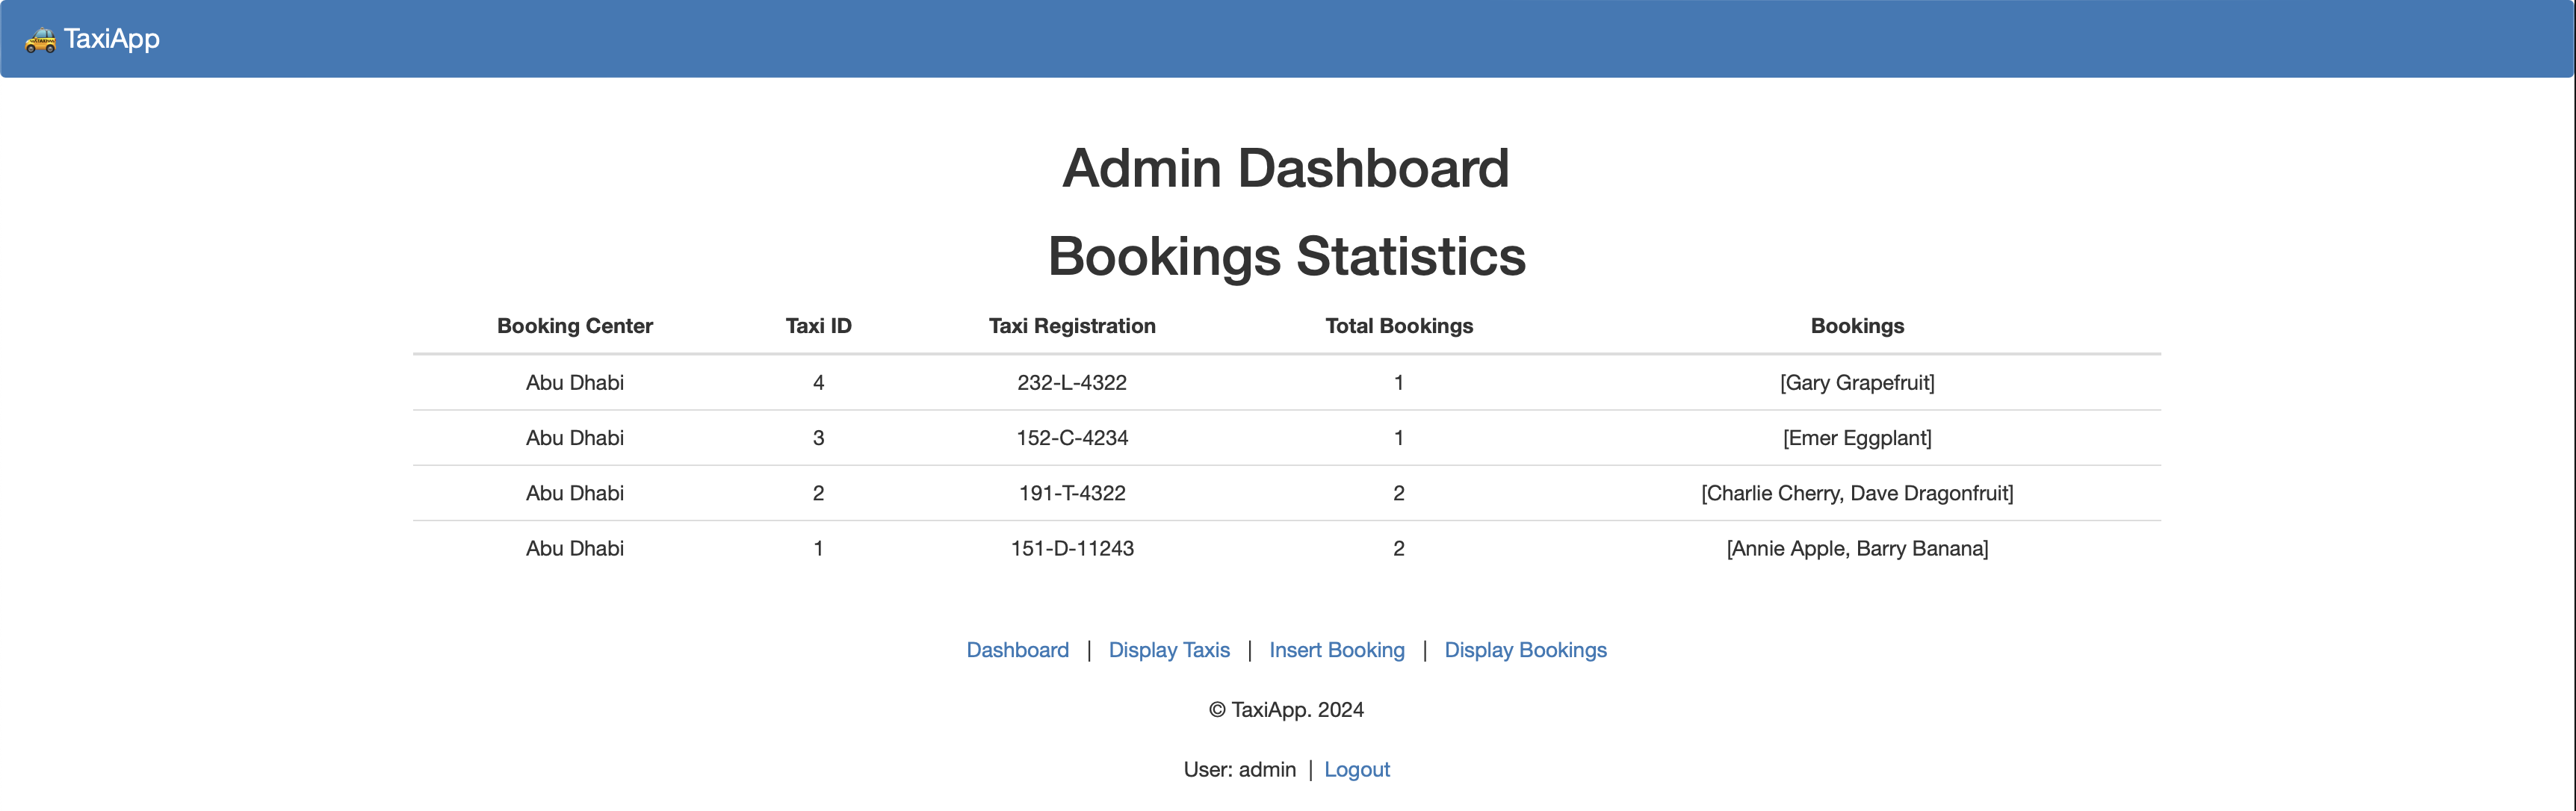 TaxiApp
Admin Dashboard
Bookings Statistics
Booking Center Taxi ID Taxi Registration Total Bookings Bookings
Abu Dhabi 4 232-L-4322 1 [Gary Grapefruit]
Abu Dhabi 3 152-C-4234 1 [Emer Eggplant]
Abu Dhabi 2 191-T-4322 2 [Charlie Cherry, Dave Dragonfruit]
Abu Dhabi 1 151-D-11243 2 [Annie Apple, Barry Banana]
Dashboard | Display Taxis | Insert Booking | Display Bookings
© TaxiApp. 2024
User: admin | Logout